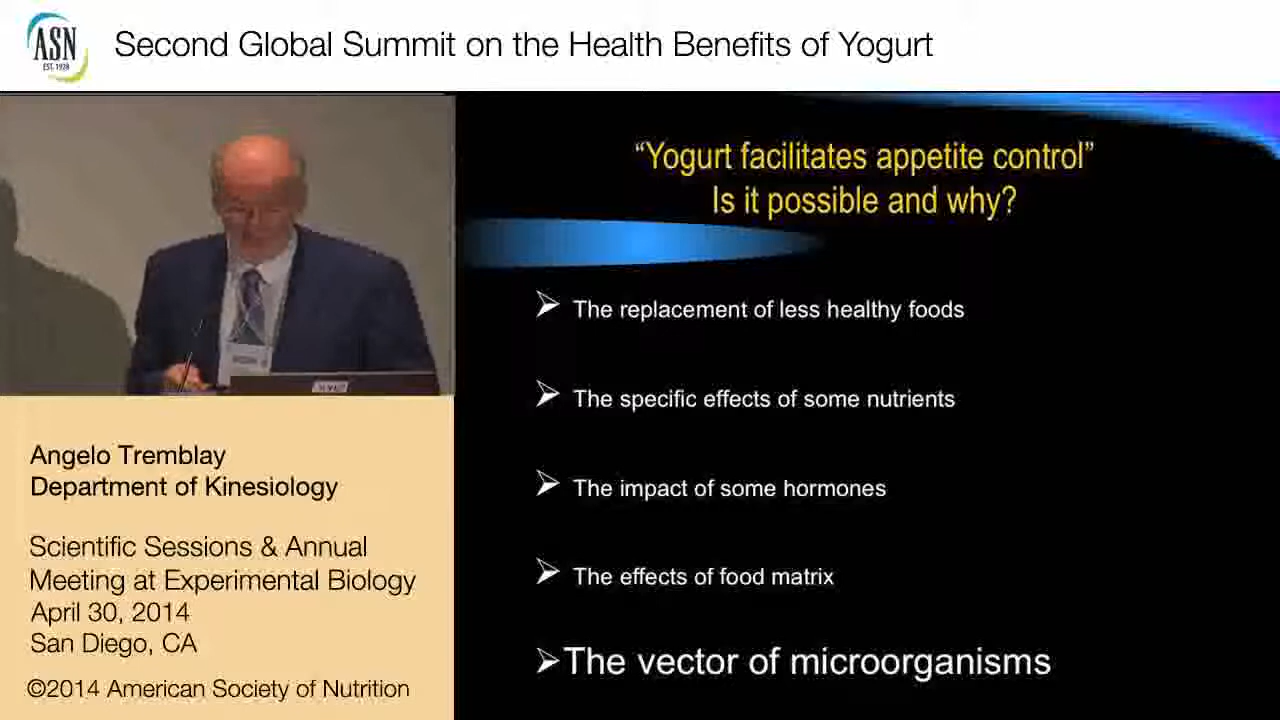 ASN
EST. 1928
Second Global Summit on the Health Benefits of Yogurt
“Yogurt facilitates appetite control”
Is it possible and why?
➢ The replacement of less healthy foods
➢ The specific effects of some nutrients
➢ The impact of some hormones
➢ The effects of food matrix
➢The vector of microorganisms
Angelo Tremblay
Department of Kinesiology
Scientific Sessions & Annual
Meeting at Experimental Biology
April 30, 2014
San Diego, CA
©2014 American Society of Nutrition